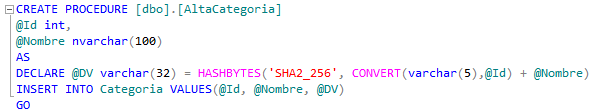 CREATE PROCEDURE [dbo].[AltaCategoria]
@Id int,
@Nombre nvarchar(100)
AS
DECLARE @DV varchar(32) = HASHBYTES('SHA2_256', CONVERT(varchar(5),@Id) + @Nombre)
INSERT INTO Categoria VALUES(@Id, @Nombre, @DV)
GO